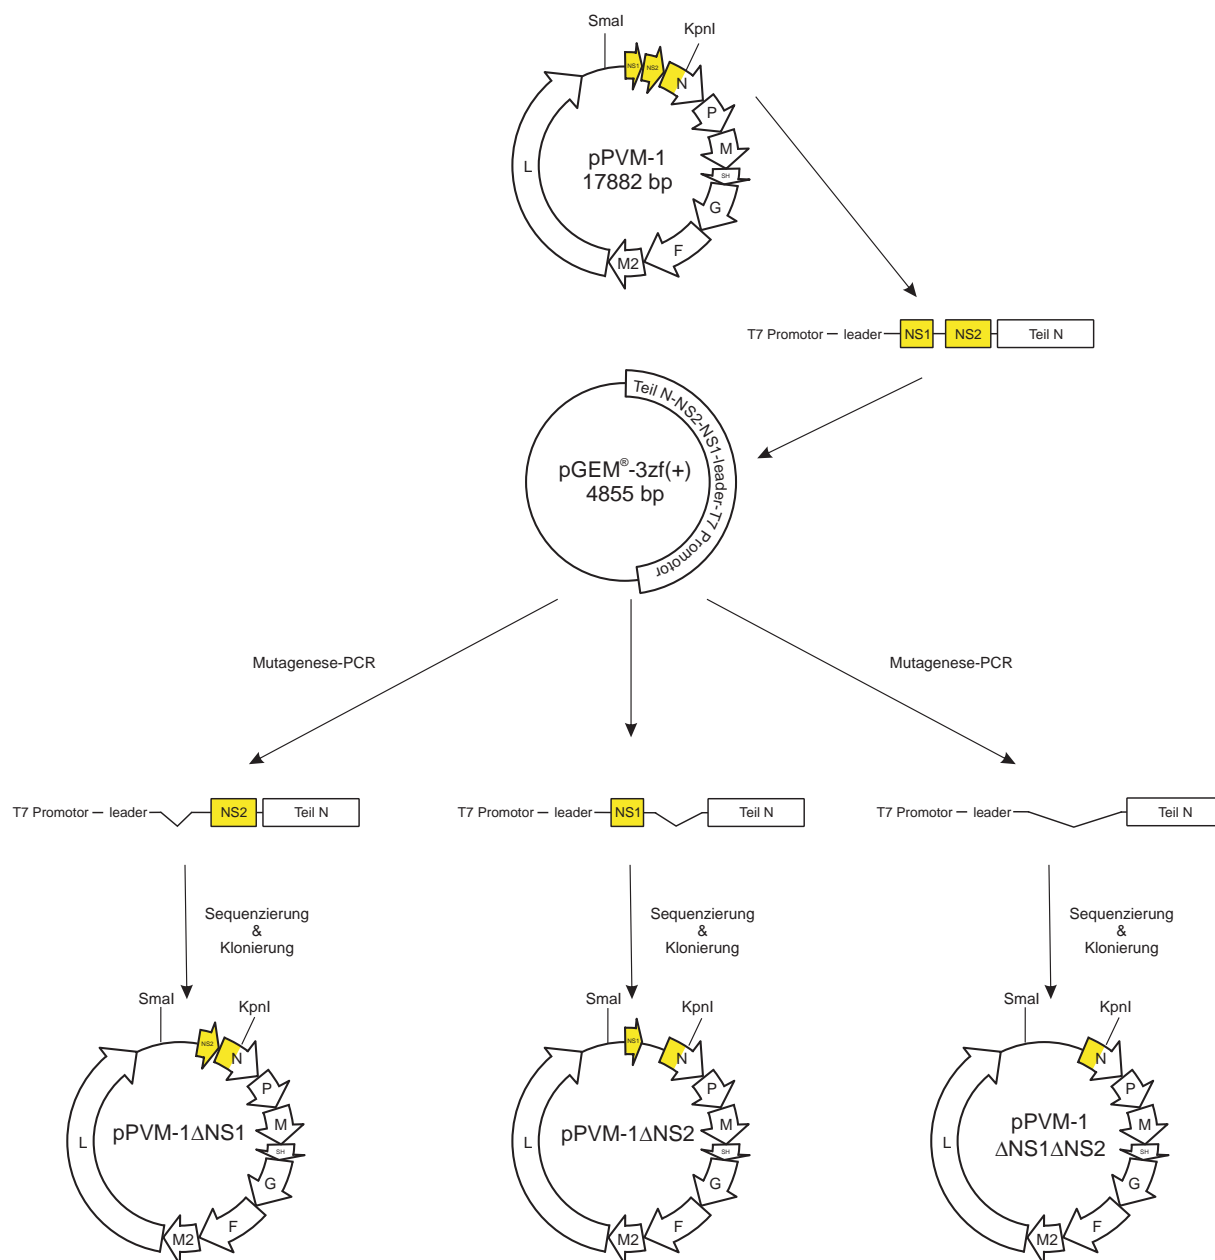 SmaI
KpnI
NS1
NS2
N
P
M
SH
G
F
M2
L
pPVM-1
17882 bp
T7 Promotor – leader
NS1
NS2
Teil N
Teil N-NS2-NS1-leader-T7 Promotor
pGEM®-3zf(+)
4855 bp
Mutagenese-PCR
Mutagenese-PCR
T7 Promotor – leader
NS2
Teil N
T7 Promotor – leader
NS1
Teil N
T7 Promotor – leader
Teil N
Sequenzierung
&
Klonierung
Sequenzierung
&
Klonierung
Sequenzierung
&
Klonierung
SmaI
KpnI
NS2
N
P
M
SH
G
F
M2
L
pPVM-1ΔNS1
SmaI
KpnI
NS1
N
P
M
SH
G
F
M2
L
pPVM-1ΔNS2
SmaI
KpnI
N
P
M
SH
G
F
M2
L
pPVM-1
ΔNS1ΔNS2